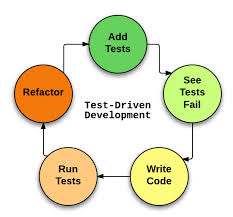 Add
Tests
See
Tests
Fail
Write
Code
Run
Tests
Refactor
Test-Driven
Development